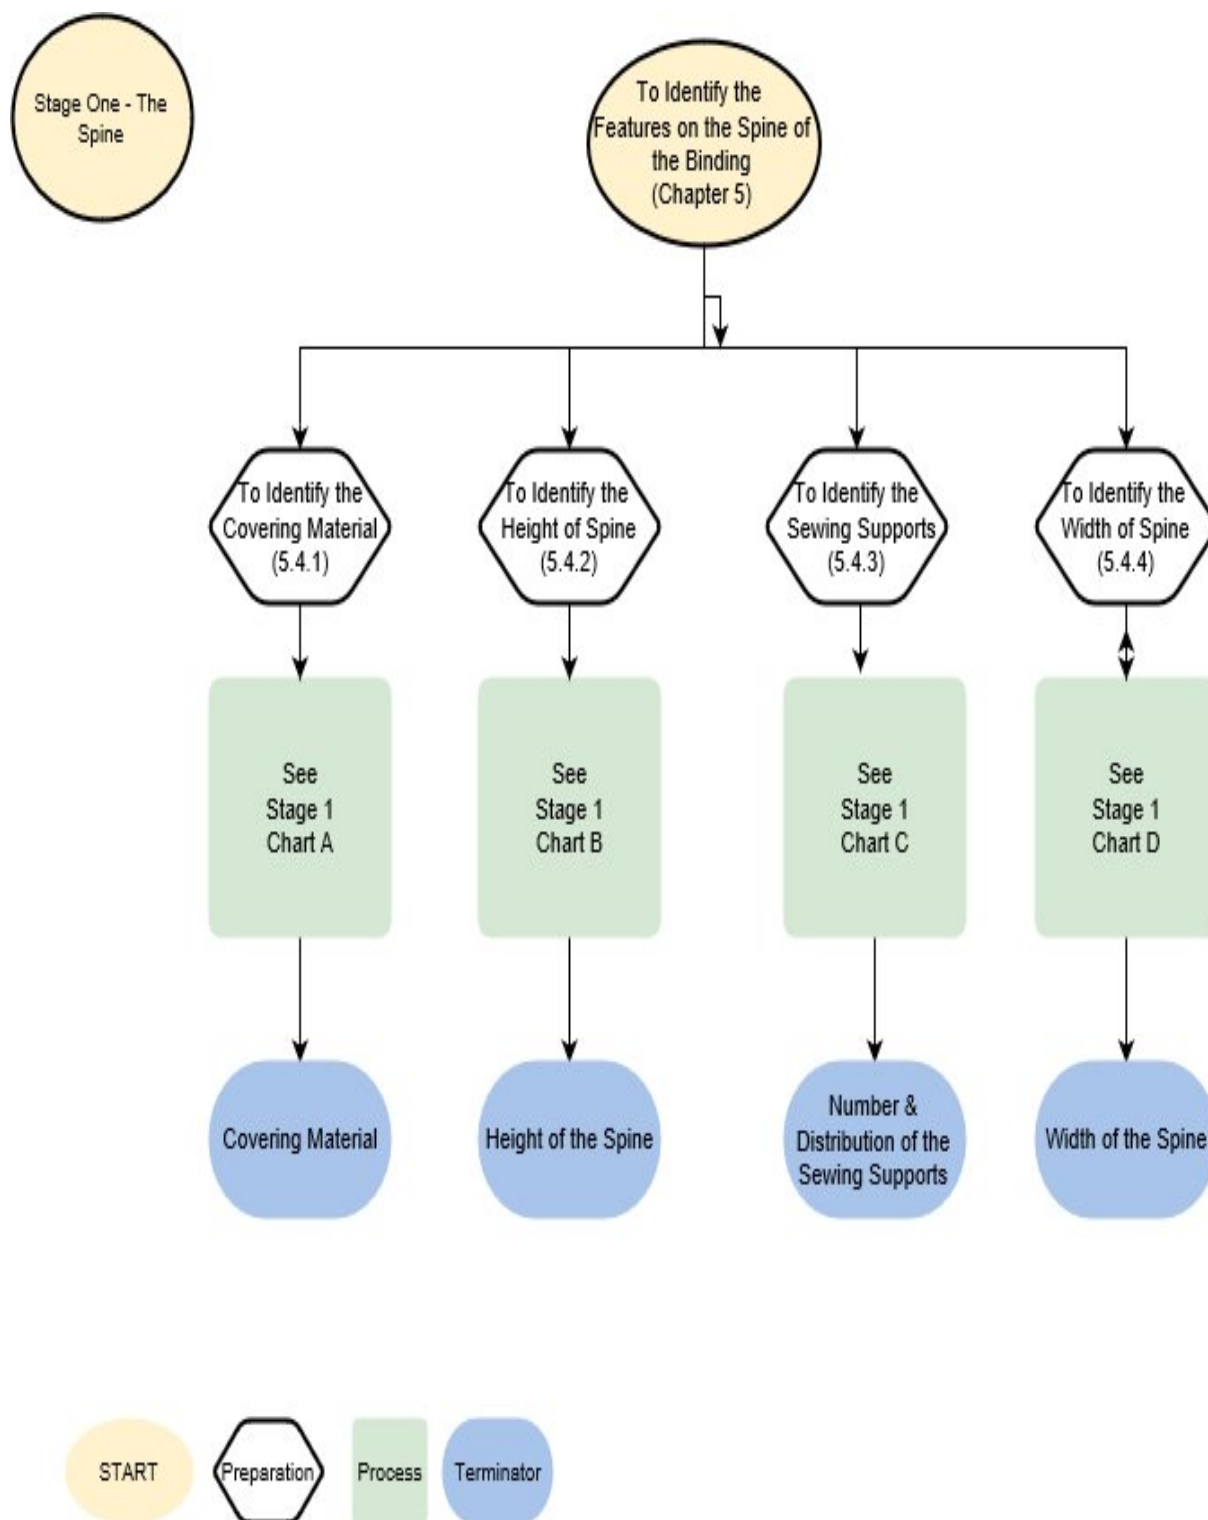 Stage One - The
Spine
To Identify the
Features on the Spine of
the Binding
(Chapter 5)
To Identify the
Covering Material
(5.4.1)
To Identify the
Height of Spine
(5.4.2)
To Identify the
Sewing Supports
(5.4.3)
To Identify the
Width of Spine
(5.4.4)
See
Stage 1
Chart A
See
Stage 1
Chart B
See
Stage 1
Chart C
See
Stage 1
Chart D
Covering Material
Height of the Spine
Number &
Distribution of the
Sewing Supports
Width of the Spine
START
Preparation
Process
Terminator